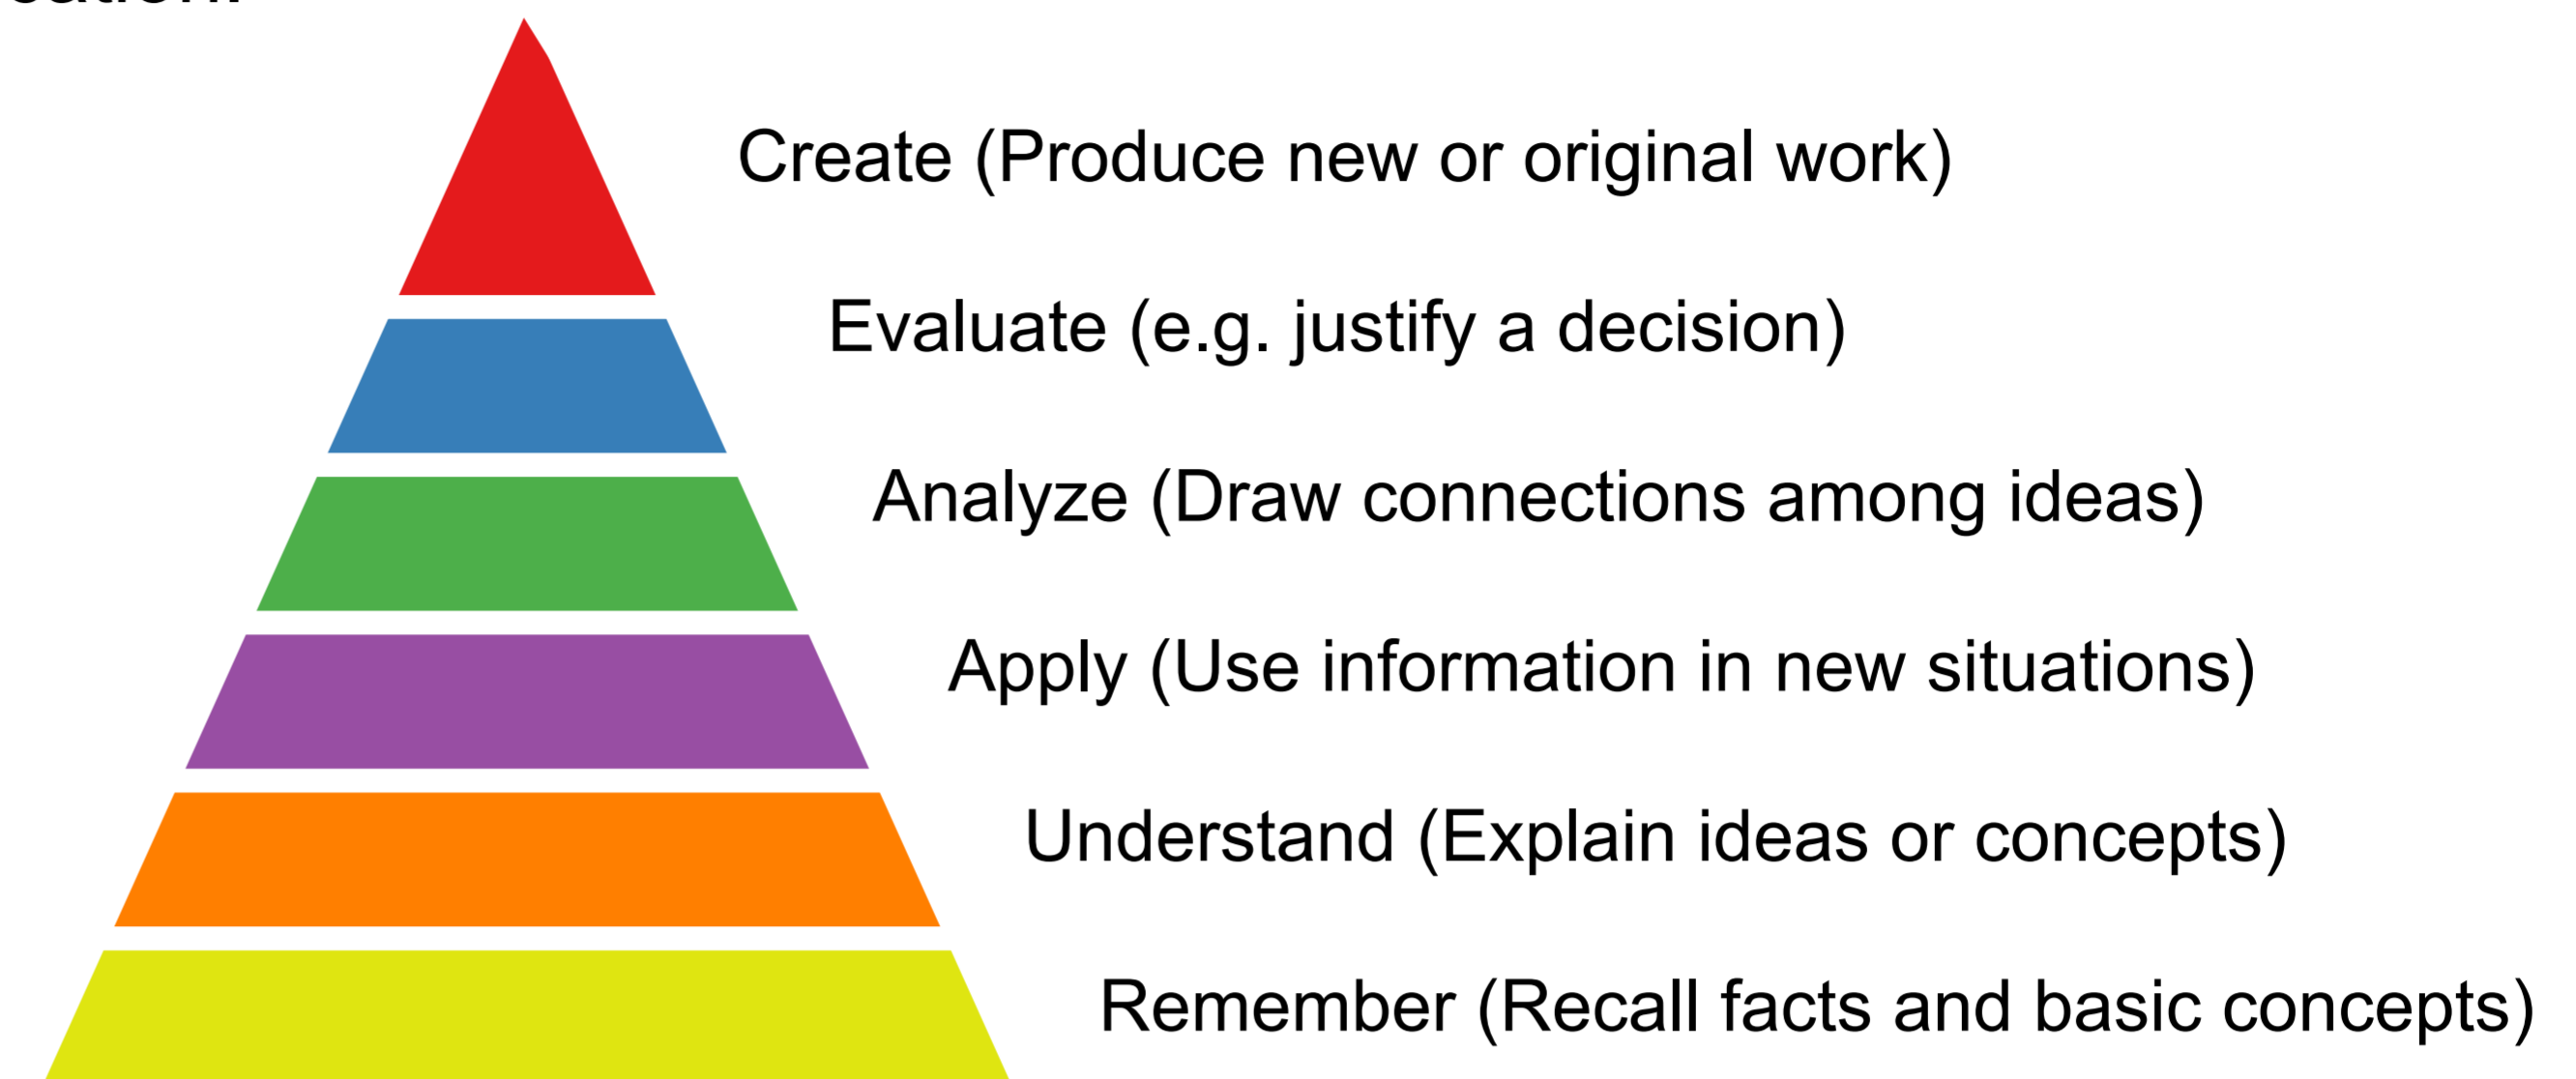 Create (Produce new or original work)
Evaluate (e.g. justify a decision)
Analyze (Draw connections among ideas)
Apply (Use information in new situations)
Understand (Explain ideas or concepts)
Remember (Recall facts and basic concepts)